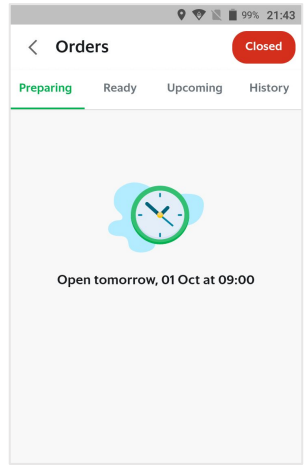 99% 21:43
Orders
Closed
Preparing Ready Upcoming History
Open tomorrow, 01 Oct at 09:00